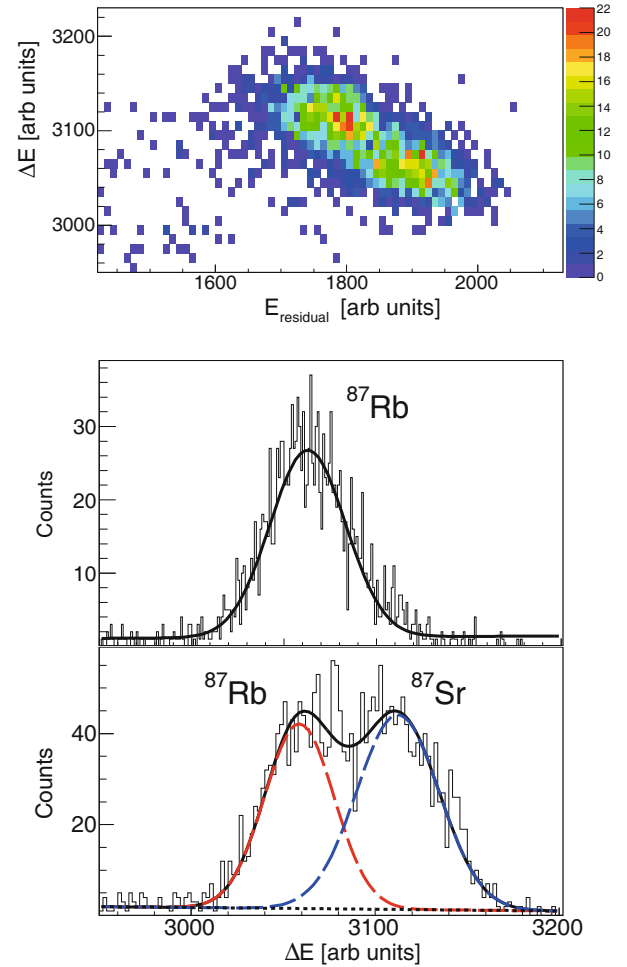 3200
3100
3000
ΔE [arb units]
1600 1800 2000
E_residual [arb units]
22
20
18
16
14
12
10
8
6
4
2
0
⁸⁷Rb
30
20
10
Counts
⁸⁷Rb ⁸⁷Sr
40
20
Counts
3000 3100 3200
ΔE [arb units]